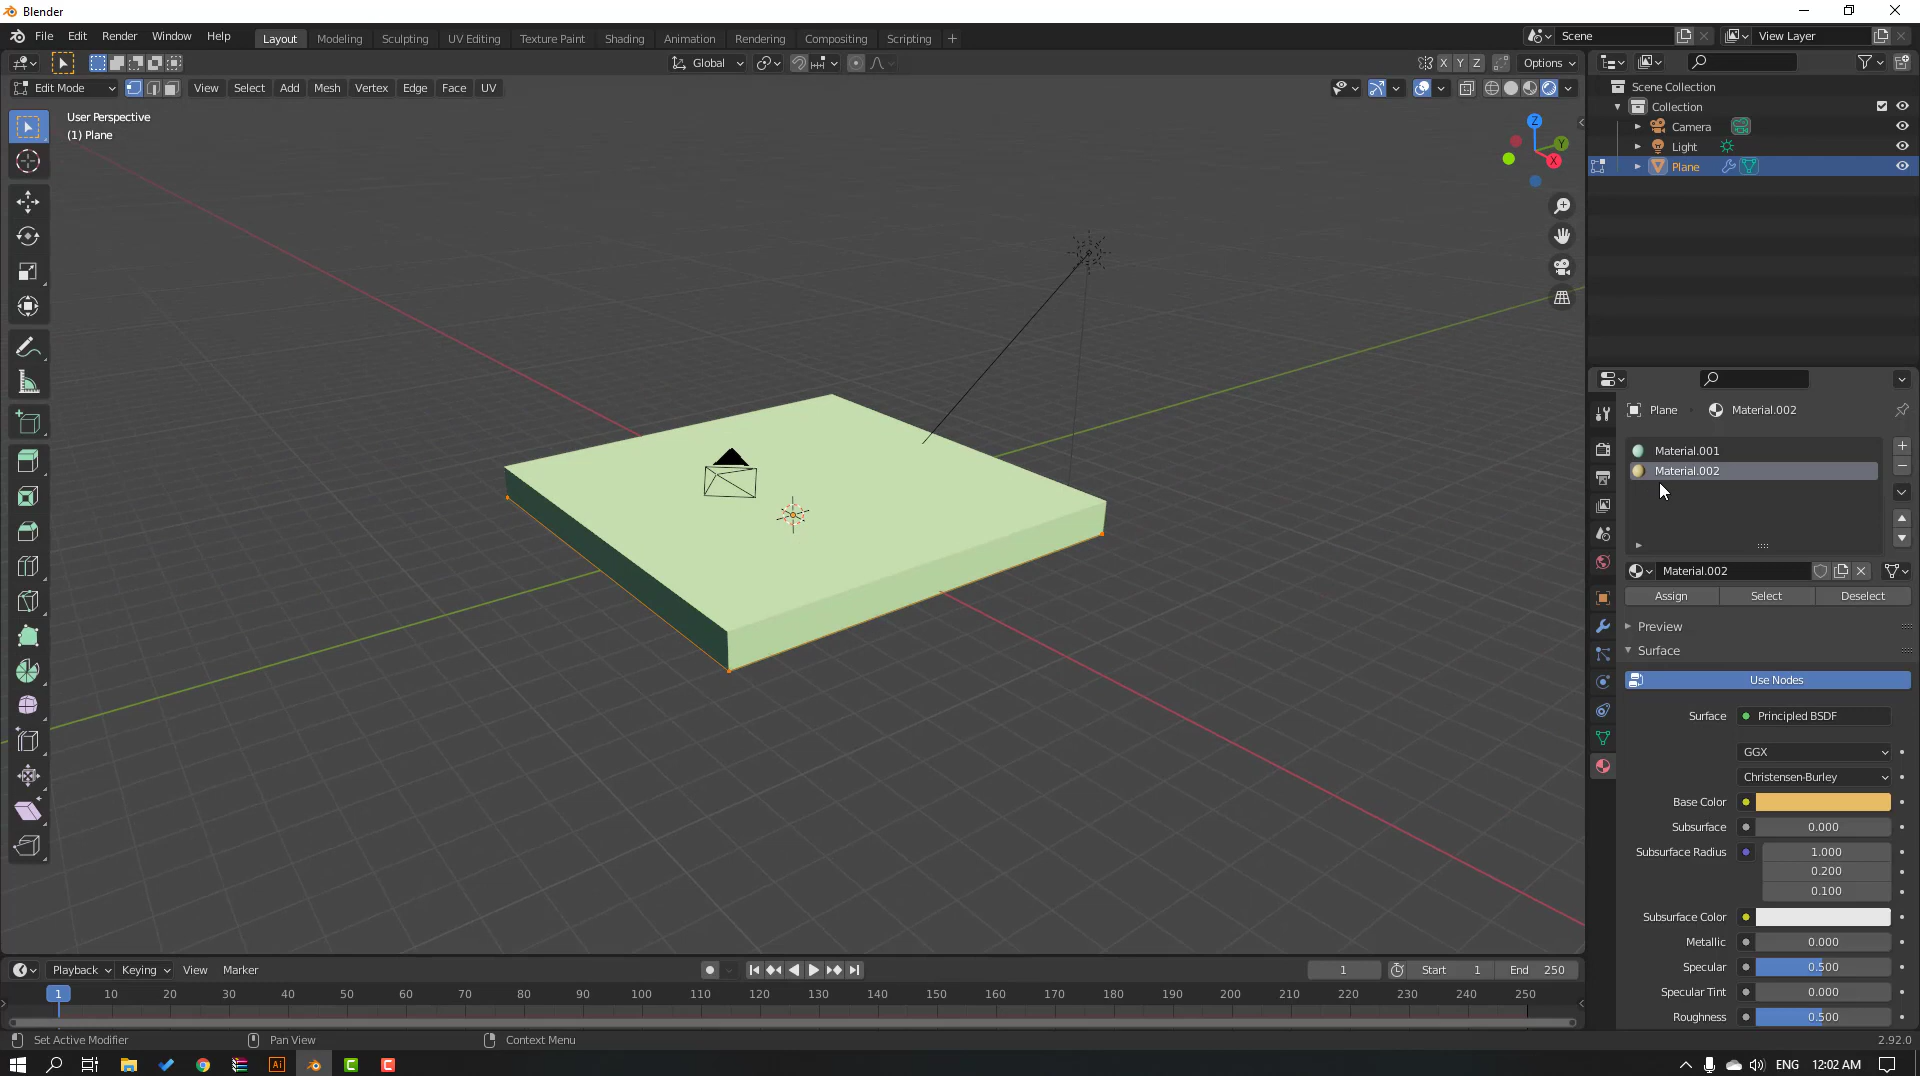 Blender
File Edit Render Window Help
Layout Modeling Sculpting UV Editing Texture Paint Shading Animation Rendering Compositing Scripting +
Scene
View Layer
Global
X Y Z Options
Edit Mode View Select Add Mesh Vertex Edge Face UV
User Perspective
(1) Plane
Z
Y
X
Scene Collection
Collection
Camera
Light
Plane
Plane Material.002
Material.001
Material.002
Material.002
Assign Select Deselect
Preview
Surface
Use Nodes
Surface Principled BSDF
GGX
Christensen-Burley
Base Color
Subsurface 0.000
Subsurface Radius 1.000
0.200
0.100
Subsurface Color
Metallic 0.000
Specular 0.500
Specular Tint 0.000
Roughness 0.500
Playback Keying View Marker
1 Start 1 End 250
1 10 20 30 40 50 60 70 80 90 100 110 120 130 140 150 160 170 180 190 200 210 220 230 240 250
Set Active Modifier Pan View Context Menu 2.92.0
Ai C C ENG 12:02 AM